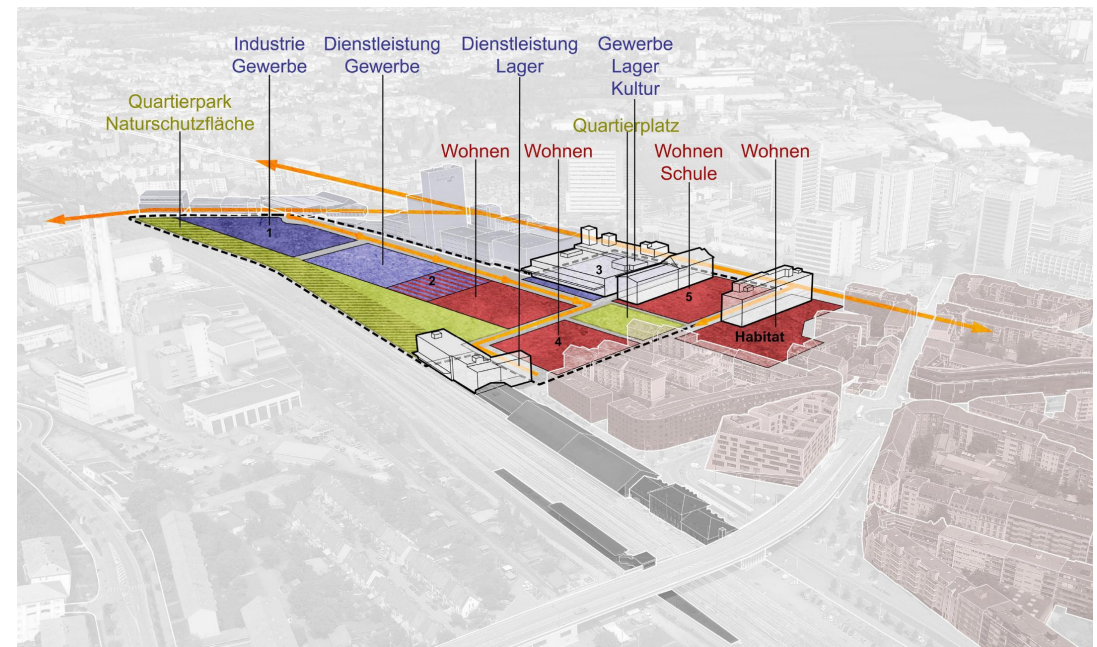 Industrie
Gewerbe
Dienstleistung
Gewerbe
Dienstleistung
Lager
Gewerbe
Lager
Kultur
Quartierpark
Naturschutzfläche
Quartierplatz
Wohnen
Wohnen
Wohnen
Schule
Wohnen
1
2
3
5
4
Habitat